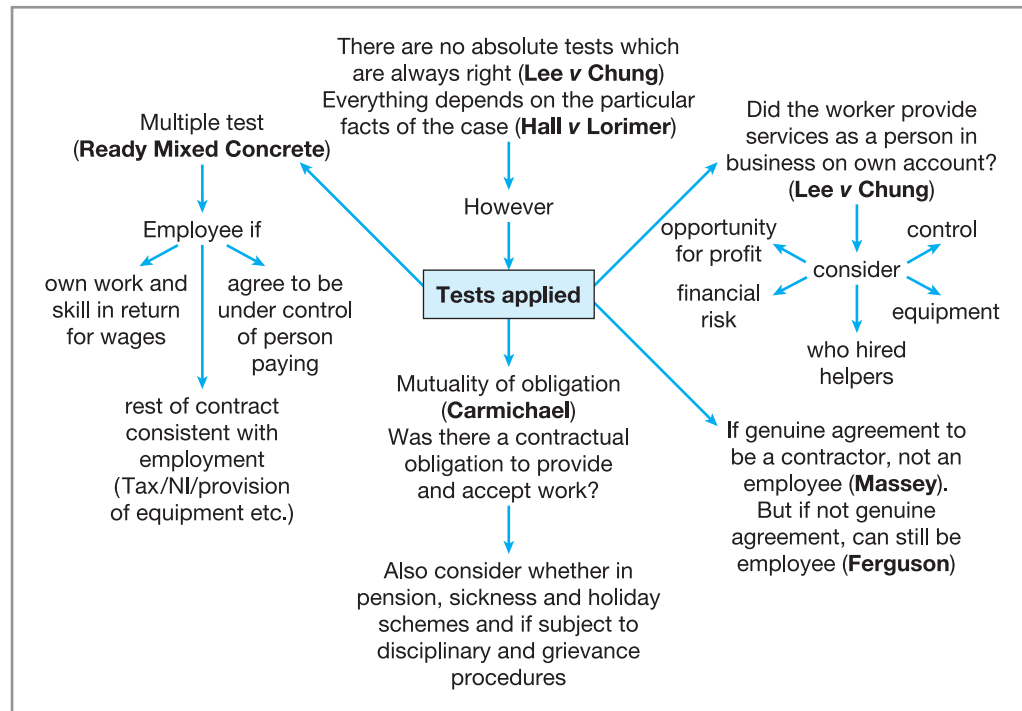 There are no absolute tests which
are always right (Lee v Chung)
Everything depends on the particular
facts of the case (Hall v Lorimer)
However
Tests applied
Multiple test
(Ready Mixed Concrete)
Employee if
own work and
skill in return
for wages
agree to be
under control
of person
paying
rest of contract
consistent with
employment
(Tax/NI/provision
of equipment etc.)
Mutuality of obligation
(Carmichael)
Was there a contractual
obligation to provide
and accept work?
Also consider whether in
pension, sickness and holiday
schemes and if subject to
disciplinary and grievance
procedures
Did the worker provide
services as a person in
business on own account?
(Lee v Chung)
consider
opportunity
for profit
control
financial
risk
equipment
who hired
helpers
If genuine agreement to
be a contractor, not an
employee (Massey).
But if not genuine
agreement, can still be
employee (Ferguson)